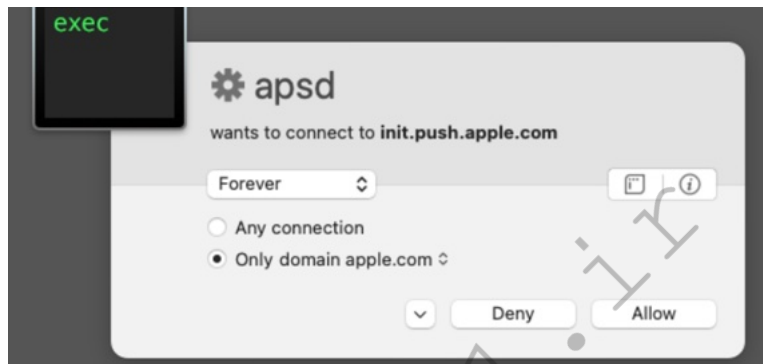 exec
apsd
wants to connect to init.push.apple.com
Forever
Any connection
Only domain apple.com
Deny
Allow